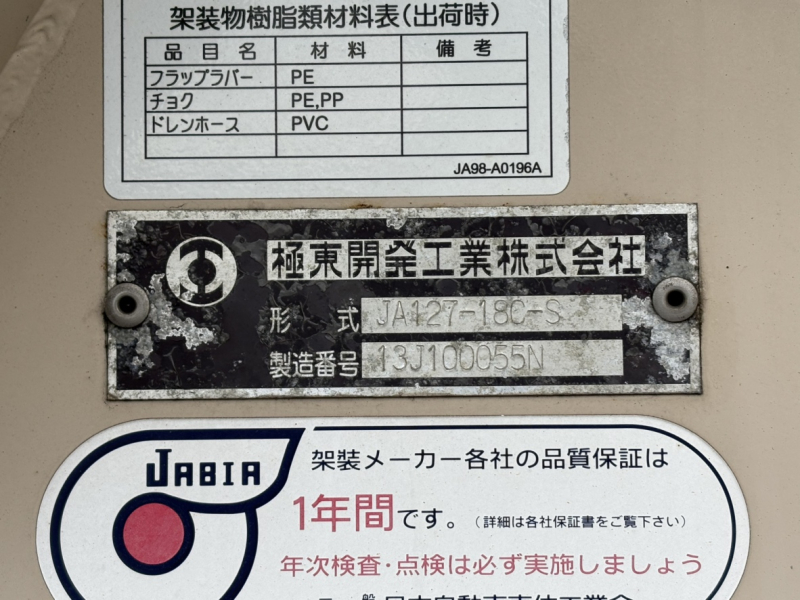 架装物樹脂類材料表(出荷時)
品目名 材料 備考
フラップラバー PE
チョク PE,PP
ドレンホース PVC
JA98-A0196A
極東開発工業株式会社
形式 JA127-18C-S
製造番号 13J100055N
JABIA
架装メーカー各社の品質保証は
1年間です。(詳細は各社保証書をご覧下さい)
年次検査・点検は必ず実施しましょう